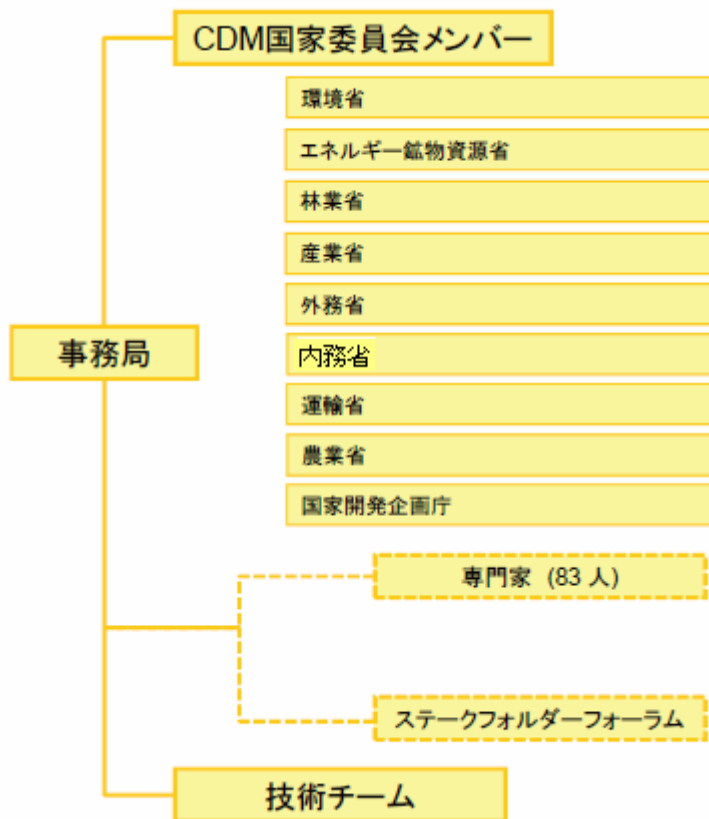 CDM国家委員会メンバー
環境省
エネルギー鉱物資源省
林業省
産業省
外務省
事務局
内務省
運輸省
農業省
国家開発企画庁
専門家 (83 人)
ステークフォルダーフォーラム
技術チーム